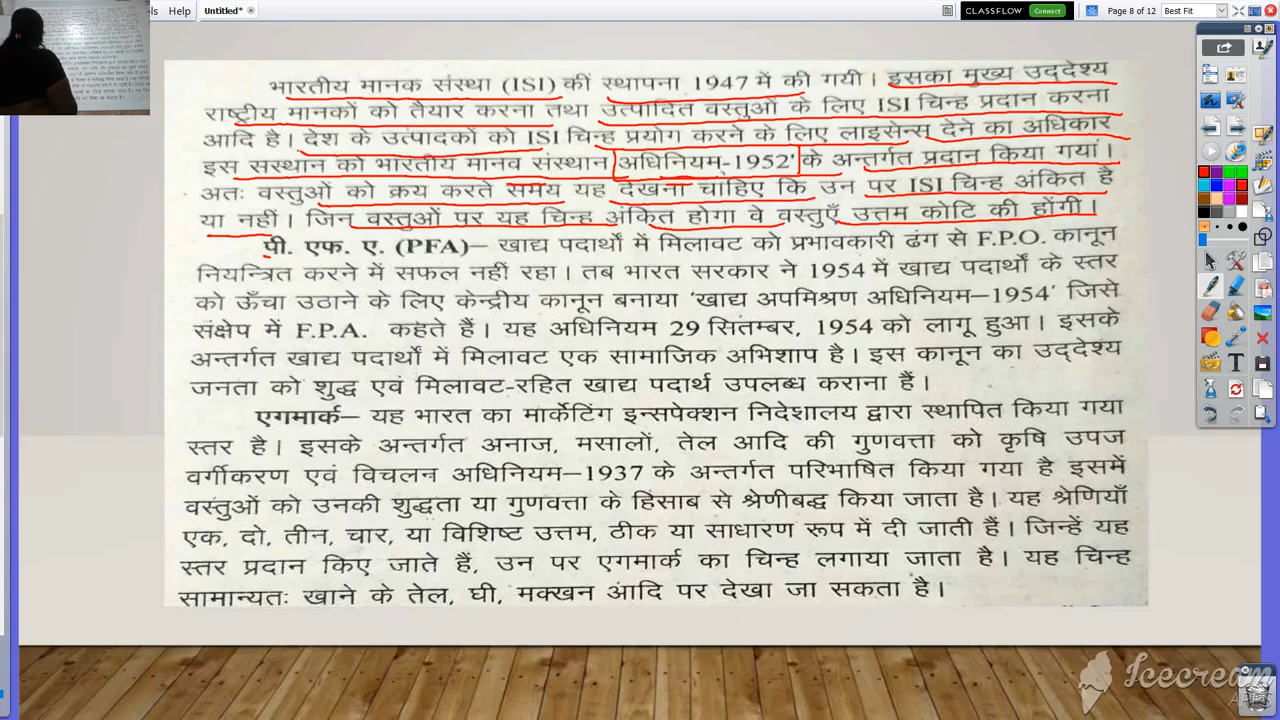 ls Help Untitled*
CLASSFLOW Connect
Page 8 of 12 Best Fit
भारतीय मानक संस्था (ISI) की स्थापना 1947 में की गयी। इसका मुख्य उद्देश्य
राष्ट्रीय मानकों को तैयार करना तथा उत्पादित वस्तुओं के लिए ISI चिन्ह प्रदान करना
आदि है। देश के उत्पादकों को ISI चिन्ह प्रयोग करने के लिए लाइसेन्स देने का अधिकार
इस सस्थान को भारतीय मानव संस्थान अधिनियम-1952' के अन्तर्गत प्रदान किया गया।
अतः वस्तुओं को क्रय करते समय यह देखना चाहिए कि उन पर ISI चिन्ह अंकित है
या नहीं। जिन वस्तुओं पर यह चिन्ह अंकित होगा वे वस्तुएँ उत्तम कोटि की होंगी।
पी. एफ. ए. (PFA)– खाद्य पदार्थों में मिलावट को प्रभावकारी ढंग से F.P.O. कानून
नियन्त्रित करने में सफल नहीं रहा। तब भारत सरकार ने 1954 में खाद्य पदार्थों के स्तर
को ऊँचा उठाने के लिए केन्द्रीय कानून बनाया 'खाद्य अपमिश्रण अधिनियम–1954' जिसे
संक्षेप में F.P.A. कहते हैं। यह अधिनियम 29 सितम्बर, 1954 को लागू हुआ। इसके
अन्तर्गत खाद्य पदार्थों में मिलावट एक सामाजिक अभिशाप है। इस कानून का उद्देश्य
जनता को शुद्ध एवं मिलावट-रहित खाद्य पदार्थ उपलब्ध कराना हैं।
एगमार्क– यह भारत का मार्केटिंग इन्सपेक्शन निदेशालय द्वारा स्थापित किया गया
स्तर है। इसके अन्तर्गत अनाज, मसालों, तेल आदि की गुणवत्ता को कृषि उपज
वर्गीकरण एवं विचलन अधिनियम–1937 के अन्तर्गत परिभाषित किया गया है इसमें
वस्तुओं को उनकी शुद्धता या गुणवत्ता के हिसाब से श्रेणीबद्ध किया जाता है। यह श्रेणियाँ
एक, दो, तीन, चार, या विशिष्ट उत्तम, ठीक या साधारण रूप में दी जाती हैं। जिन्हें यह
स्तर प्रदान किए जाते हैं, उन पर एगमार्क का चिन्ह लगाया जाता है। यह चिन्ह
सामान्यतः खाने के तेल, घी, मक्खन आदि पर देखा जा सकता है।
Icecream
APPS